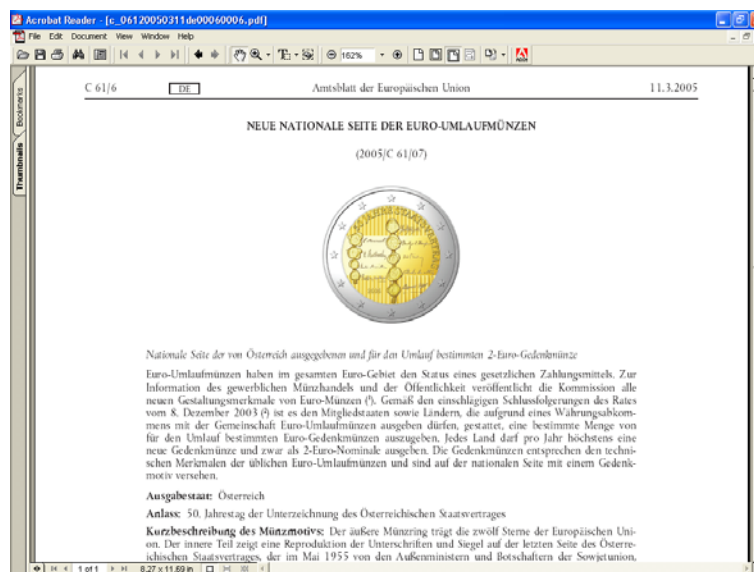 Acrobat Reader - [c_06120050311de00060006.pdf]
File Edit Document View Window Help
162%
Bookmarks
Thumbnails
C 61/6 DE Amtsblatt der Europäischen Union 11.3.2005
NEUE NATIONALE SEITE DER EURO-UMLAUFMÜNZEN
(2005/C 61/07)
50 JAHRE STAATSVERTRAG
Nationale Seite der von Österreich ausgegebenen und für den Umlauf bestimmten 2-Euro-Gedenkmünze
Euro-Umlaufmünzen haben im gesamten Euro-Gebiet den Status eines gesetzlichen Zahlungsmittels. Zur
Information des gewerblichen Münzhandels und der Öffentlichkeit veröffentlicht die Kommission alle
neuen Gestaltungsmerkmale von Euro-Münzen (¹). Gemäß den einschlägigen Schlussfolgerungen des Rates
vom 8. Dezember 2003 (²) ist es den Mitgliedstaaten sowie Ländern, die aufgrund eines Währungsabkom-
mens mit der Gemeinschaft Euro-Umlaufmünzen ausgeben dürfen, gestattet, eine bestimmte Menge von
für den Umlauf bestimmten Euro-Gedenkmünzen auszugeben. Jedes Land darf pro Jahr höchstens eine
neue Gedenkmünze und zwar als 2-Euro-Nominale ausgeben. Die Gedenkmünzen entsprechen den techni-
schen Merkmalen der üblichen Euro-Umlaufmünzen und sind auf der nationalen Seite mit einem Gedenk-
motiv versehen.
Ausgabestaat: Österreich
Anlass: 50. Jahrestag der Unterzeichnung des Österreichischen Staatsvertrages
Kurzbeschreibung des Münzmotivs: Der äußere Münzring trägt die zwölf Sterne der Europäischen Uni-
on. Der innere Teil zeigt eine Reproduktion der Unterschriften und Siegel auf der letzten Seite des Österre-
ichischen Staatsvertrages, der im Mai 1955 von den Außenministern und Botschaftern der Sowjetunion,
1 of 1 8,27 x 11,69 in